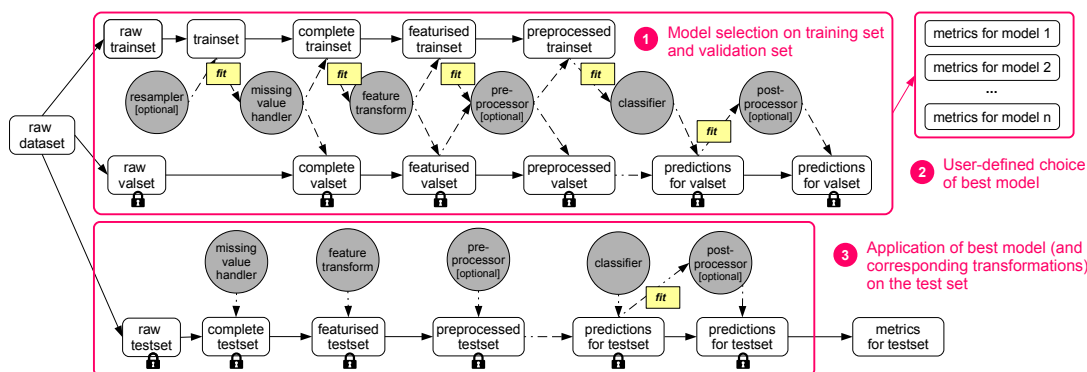 raw
trainset
trainset
complete
trainset
featurised
trainset
preprocessed
trainset
1 Model selection on training set
and validation set
metrics for model 1
metrics for model 2
...
metrics for model n
fit
fit
fit
fit
resampler
[optional]
missing
value
handler
feature
transform
pre-
processor
[optional]
classifier
post-
processor
[optional]
fit
raw
dataset
raw
valset
complete
valset
featurised
valset
preprocessed
valset
predictions
for valset
predictions
for valset
2 User-defined choice
of best model
missing
value
handler
feature
transform
pre-
processor
[optional]
classifier
post-
processor
[optional]
fit
3 Application of best model (and
corresponding transformations)
on the test set
raw
testset
complete
testset
featurised
testset
preprocessed
testset
predictions
for testset
predictions
for testset
metrics
for testset